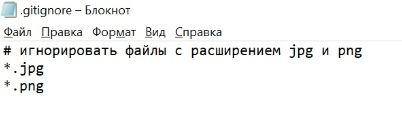 .gitignore – Блокнот
Файл Правка Формат Вид Справка
# игнорировать файлы с расширением jpg и png
*.jpg
*.png